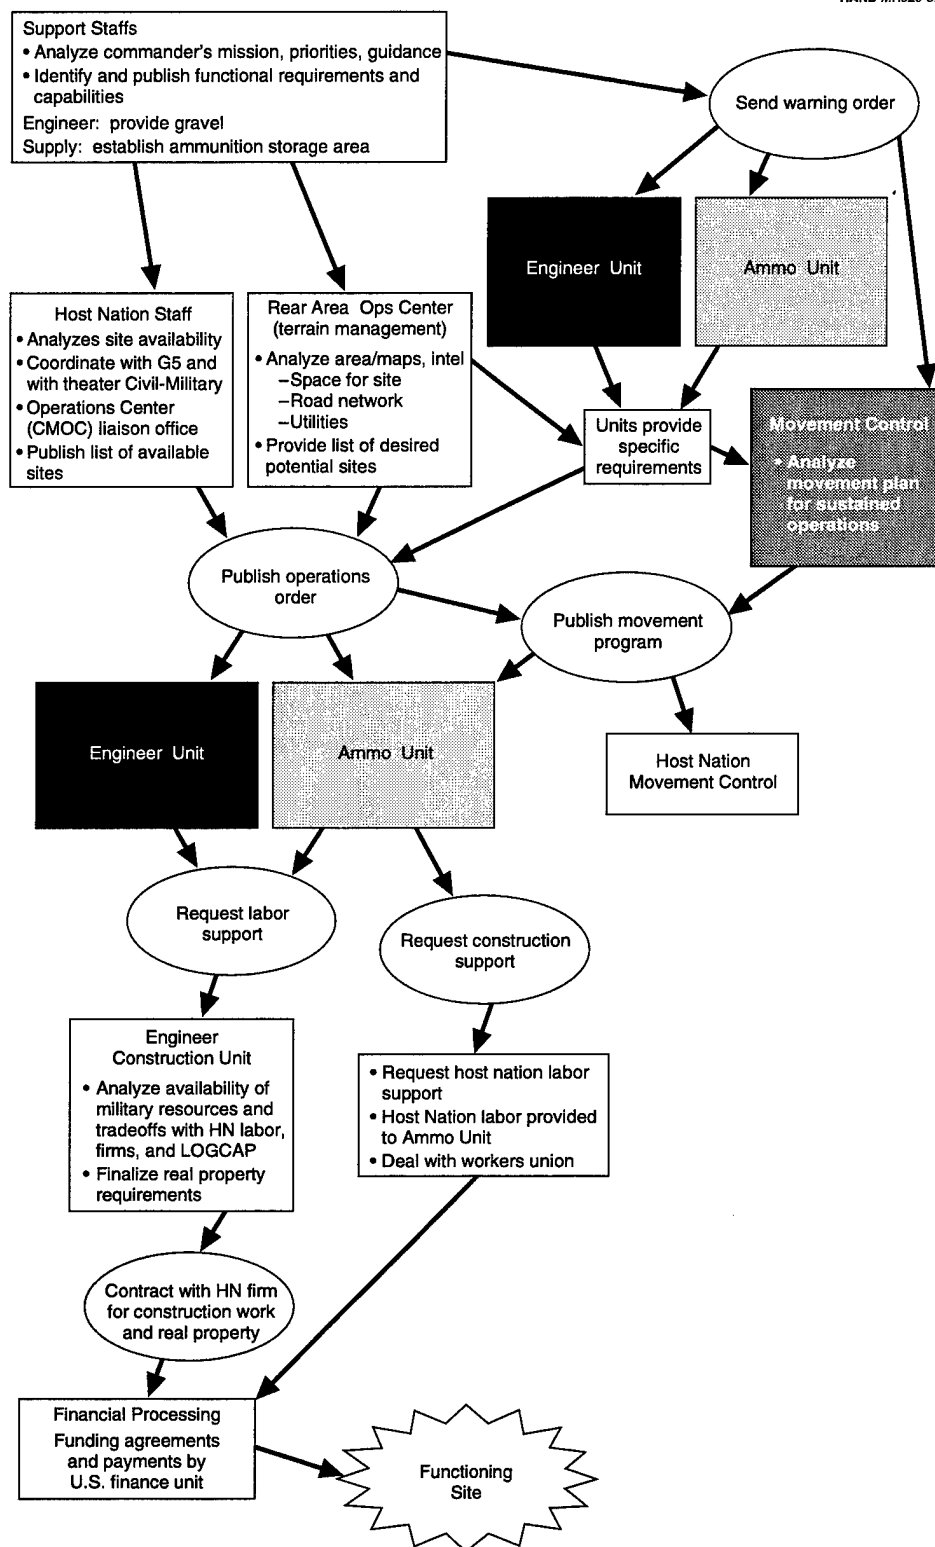 Support Staffs
• Analyze commander's mission, priorities, guidance
• Identify and publish functional requirements and
capabilities
Engineer: provide gravel
Supply: establish ammunition storage area
Send warning order
Engineer Unit
Ammo Unit
Host Nation Staff
• Analyzes site availability
• Coordinate with G5 and
with theater Civil-Military
• Operations Center
(CMOC) liaison office
• Publish list of available
sites
Rear Area Ops Center
(terrain management)
• Analyze area/maps, intel
–Space for site
–Road network
–Utilities
• Provide list of desired
potential sites
Units provide
specific
requirements
Movement Control
• Analyze
movement plan
for sustained
operations
Publish operations
order
Publish movement
program
Engineer Unit
Ammo Unit
Host Nation
Movement Control
Request labor
support
Request construction
support
Engineer
Construction Unit
• Analyze availability of
military resources and
tradeoffs with HN labor,
firms, and LOGCAP
• Finalize real property
requirements
• Request host nation labor
support
• Host Nation labor provided
to Ammo Unit
• Deal with workers union
Contract with HN firm
for construction work
and real property
Financial Processing
Funding agreements
and payments by
U.S. finance unit
Functioning
Site